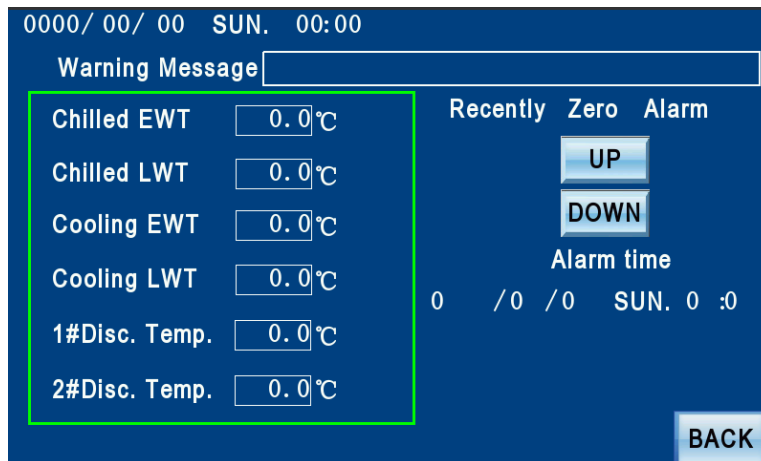 0000/ 00/ 00 SUN. 00:00
Warning Message
Chilled EWT 0.0℃
Chilled LWT 0.0℃
Cooling EWT 0.0℃
Cooling LWT 0.0℃
1#Disc. Temp. 0.0℃
2#Disc. Temp. 0.0℃
Recently Zero Alarm
UP
DOWN
Alarm time
0 /0 /0 SUN. 0 :0
BACK